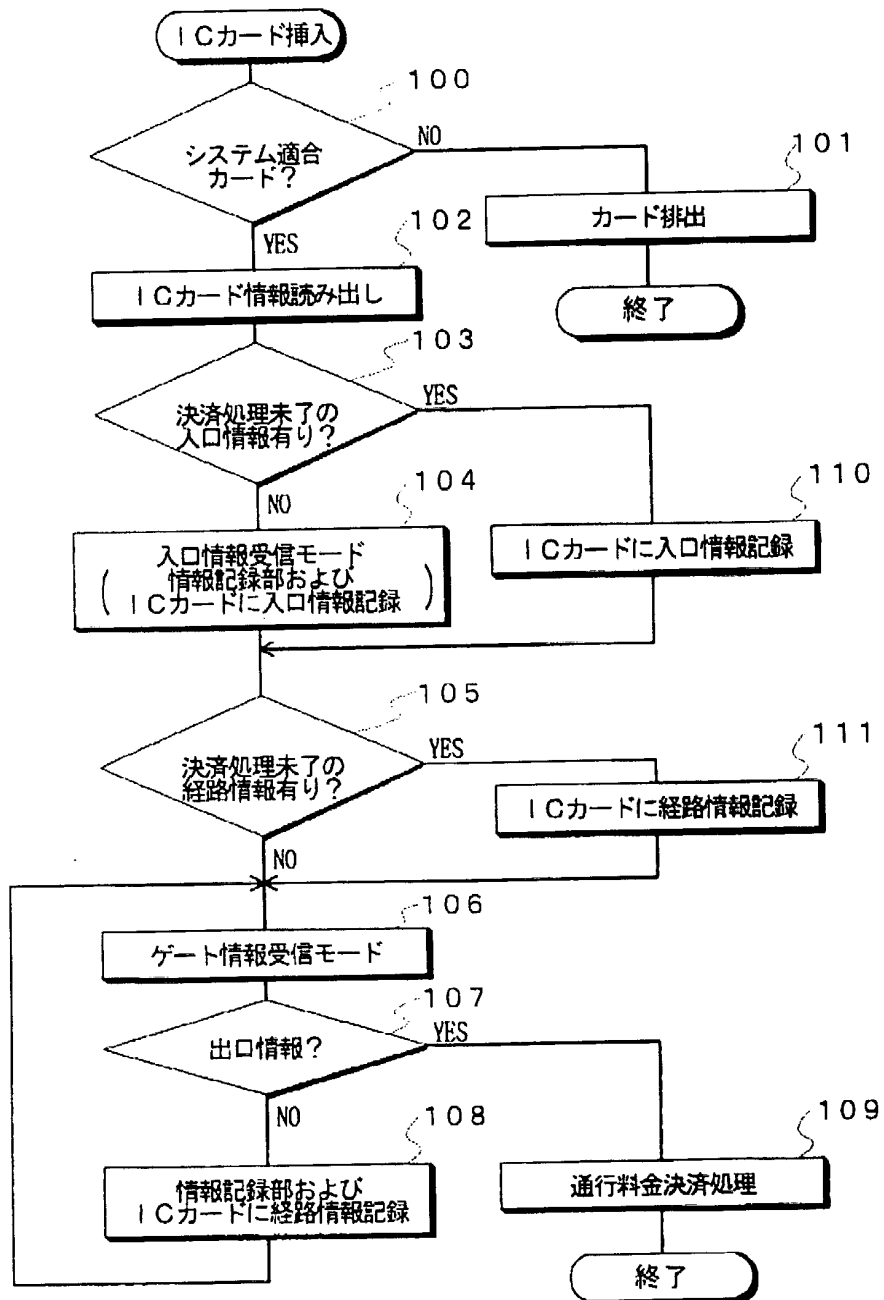 ICカード挿入
100
システム適合
カード?
NO
101
カード排出
終了
YES
102
ICカード情報読み出し
103
決済処理未了の
入口情報有り?
YES
NO
104
入口情報受信モード
(情報記録部および
ICカードに入口情報記録)
110
ICカードに入口情報記録
105
決済処理未了の
経路情報有り?
YES
111
ICカードに経路情報記録
NO
106
ゲート情報受信モード
107
出口情報?
YES
NO
108
情報記録部および
ICカードに経路情報記録
109
通行料金決済処理
終了